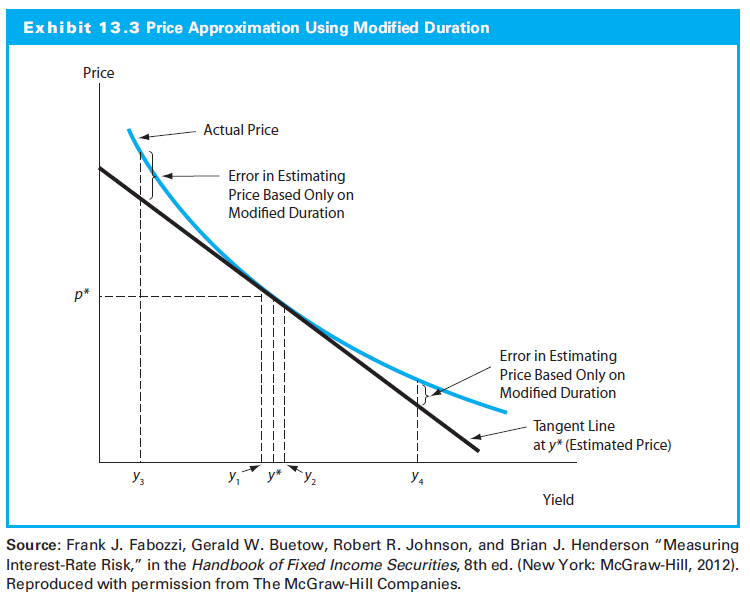 Exhibit 13.3 Price Approximation Using Modified Duration
Price
Actual Price
Error in Estimating
Price Based Only on
Modified Duration
p*
Error in Estimating
Price Based Only on
Modified Duration
Tangent Line
at y* (Estimated Price)
y₃
y₁
y*
y₂
y₄
Yield
Source: Frank J. Fabozzi, Gerald W. Buetow, Robert R. Johnson, and Brian J. Henderson “Measuring
Interest-Rate Risk,” in the Handbook of Fixed Income Securities, 8th ed. (New York: McGraw-Hill, 2012).
Reproduced with permission from The McGraw-Hill Companies.